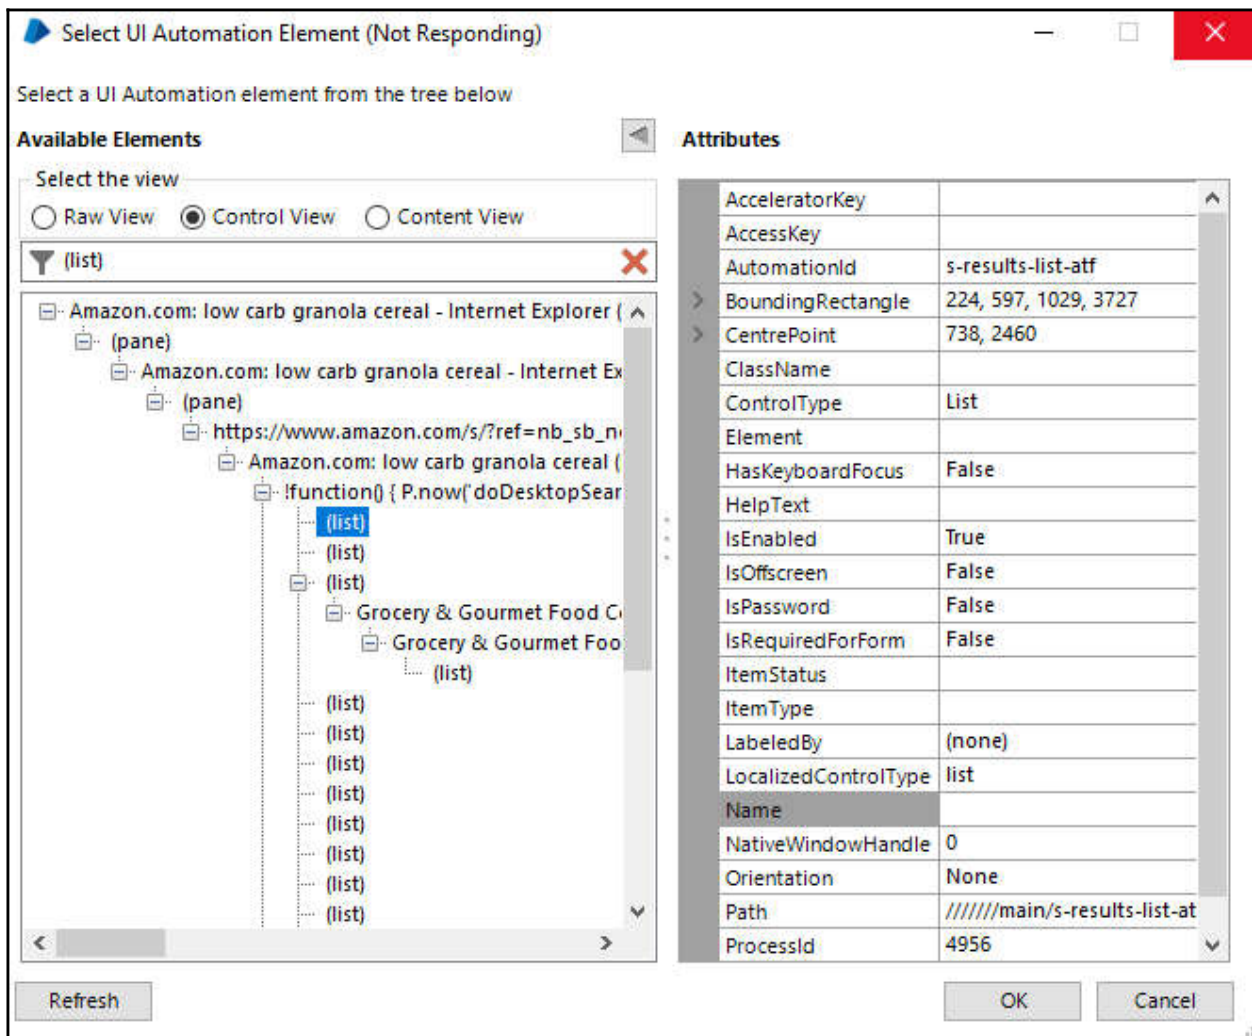 Select UI Automation Element (Not Responding)
Select a UI Automation element from the tree below
Available Elements
Select the view
Raw View Control View Content View
(list)
Amazon.com: low carb granola cereal - Internet Explorer (
(pane)
Amazon.com: low carb granola cereal - Internet Ex
(pane)
https://www.amazon.com/s/?ref=nb_sb_n
Amazon.com: low carb granola cereal (
!function() { P.now('doDesktopSear
(list)
(list)
(list)
Grocery & Gourmet Food C
Grocery & Gourmet Foo
(list)
(list)
(list)
(list)
(list)
(list)
(list)
(list)
(list)
Attributes
AcceleratorKey
AccessKey
AutomationId s-results-list-atf
BoundingRectangle 224, 597, 1029, 3727
CentrePoint 738, 2460
ClassName
ControlType List
Element
HasKeyboardFocus False
HelpText
IsEnabled True
IsOffscreen False
IsPassword False
IsRequiredForForm False
ItemStatus
ItemType
LabeledBy (none)
LocalizedControlType list
Name
NativeWindowHandle 0
Orientation None
Path ///////main/s-results-list-at
ProcessId 4956
Refresh OK Cancel